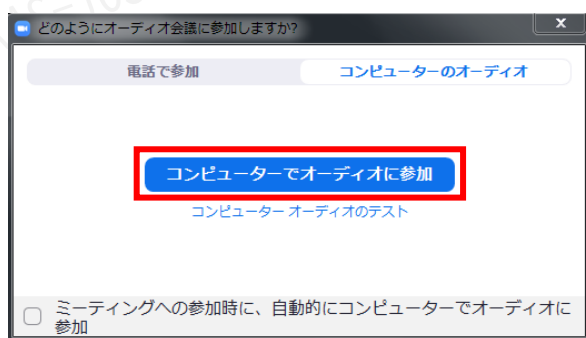 どのようにオーディオ会議に参加しますか?
電話で参加 コンピューターのオーディオ
コンピューターでオーディオに参加
コンピューター オーディオのテスト
ミーティングへの参加時に、自動的にコンピューターでオーディオに
参加